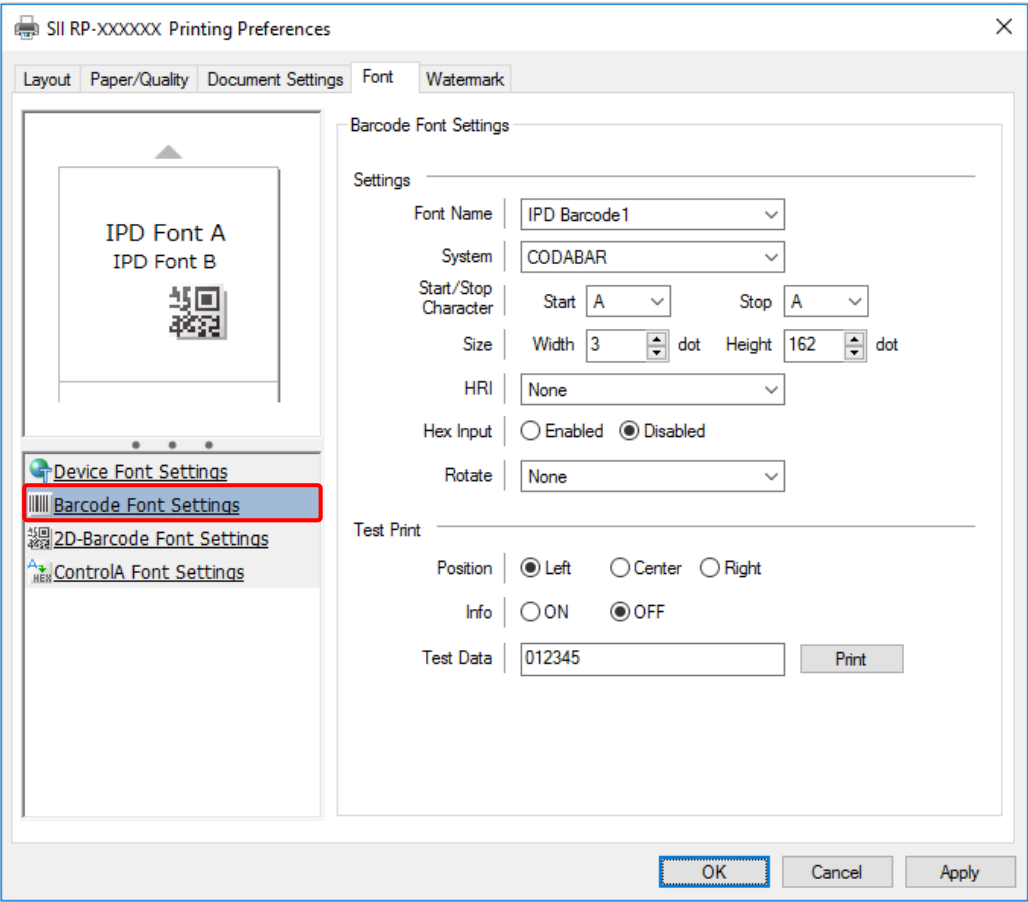 SII RP-XXXXXX Printing Preferences
Layout Paper/Quality Document Settings Font Watermark
IPD Font A
IPD Font B
Device Font Settings
Barcode Font Settings
2D-Barcode Font Settings
A HEX ControlA Font Settings
Barcode Font Settings
Settings
Font Name IPD Barcode1
System CODABAR
Start/Stop
Character Start A Stop A
Size Width 3 dot Height 162 dot
HRI None
Hex Input Enabled Disabled
Rotate None
Test Print
Position Left Center Right
Info ON OFF
Test Data 012345 Print
OK Cancel Apply